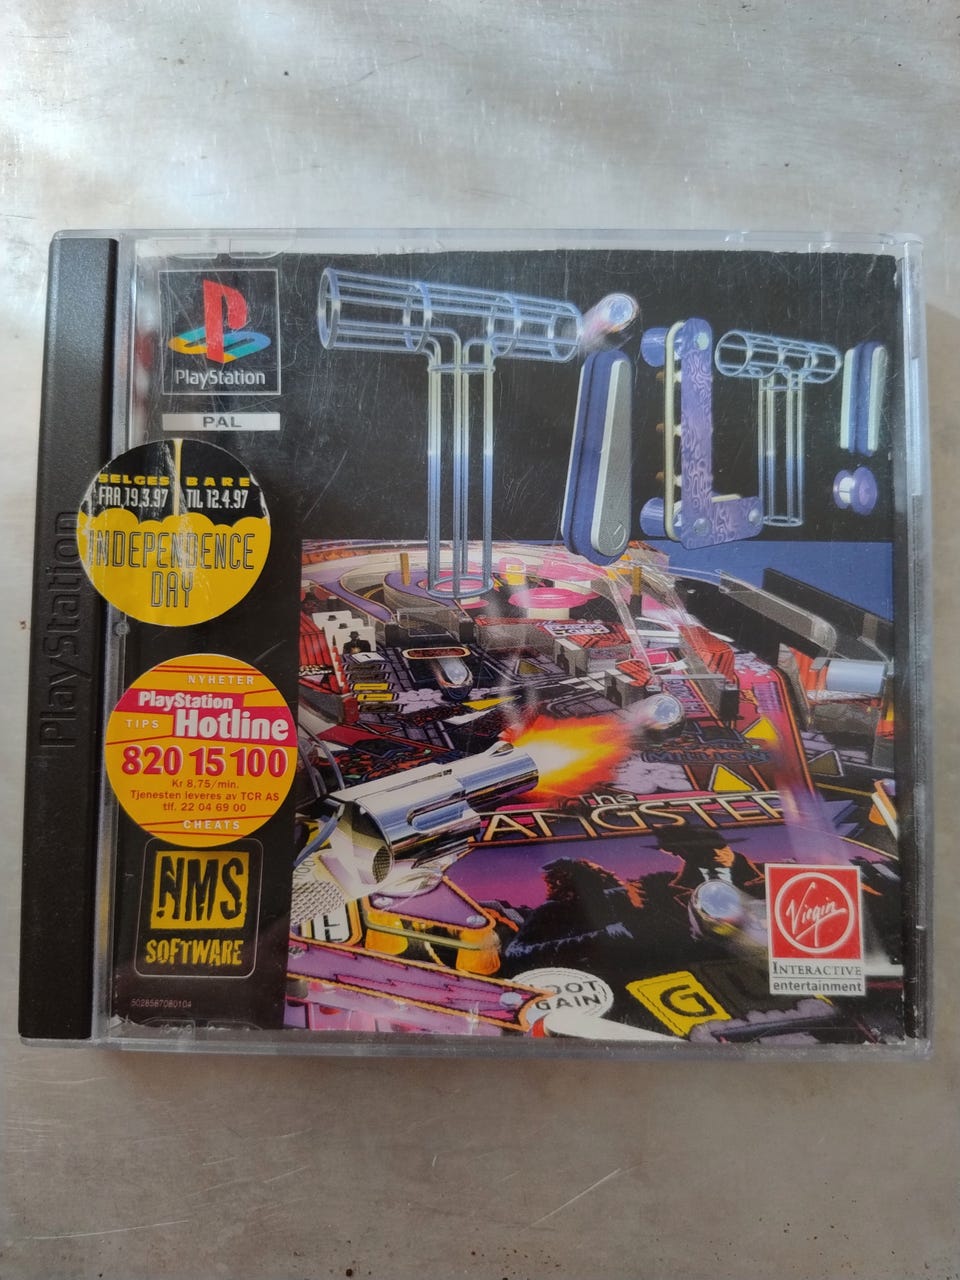 PlayStation
PAL
TILT!
SELGES BARE
FRA 19.3.97 TIL 12.4.97
INDEPENDENCE
DAY
PlayStation
NYHETER
PlayStation
TIPS Hotline
820 15 100
Kr 8,75/min.
Tjenesten leveres av TCR AS
tlf. 22 04 69 00
CHEATS
The
GANGSTER
NMS
SOFTWARE
Virgin
INTERACTIVE
entertainment
GAIN
G
5028587080104